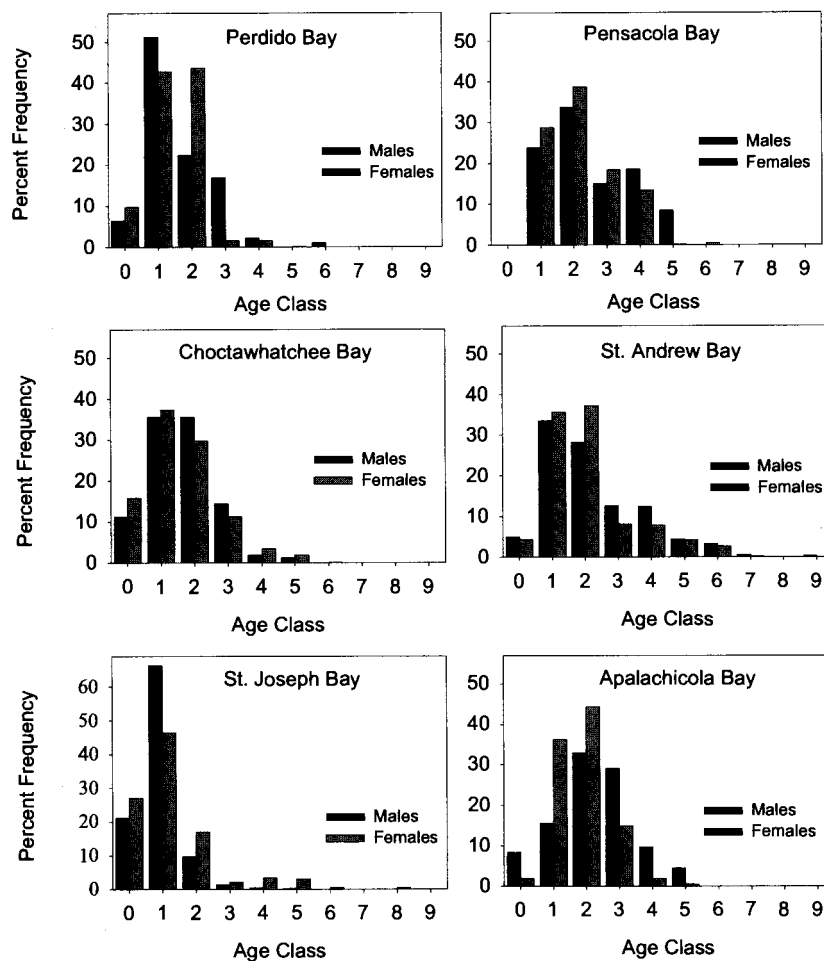 Perdido Bay
Percent Frequency
50
40
30
20
10
0
Males
Females
0 1 2 3 4 5 6 7 8 9
Age Class
Pensacola Bay
50
40
30
20
10
0
Males
Females
0 1 2 3 4 5 6 7 8 9
Age Class
Choctawhatchee Bay
Percent Frequency
50
40
30
20
10
0
Males
Females
0 1 2 3 4 5 6 7 8 9
Age Class
St. Andrew Bay
50
40
30
20
10
0
Males
Females
0 1 2 3 4 5 6 7 8 9
Age Class
St. Joseph Bay
Percent Frequency
60
50
40
30
20
10
0
Males
Females
0 1 2 3 4 5 6 7 8 9
Age Class
Apalachicola Bay
50
40
30
20
10
0
Males
Females
0 1 2 3 4 5 6 7 8 9
Age Class